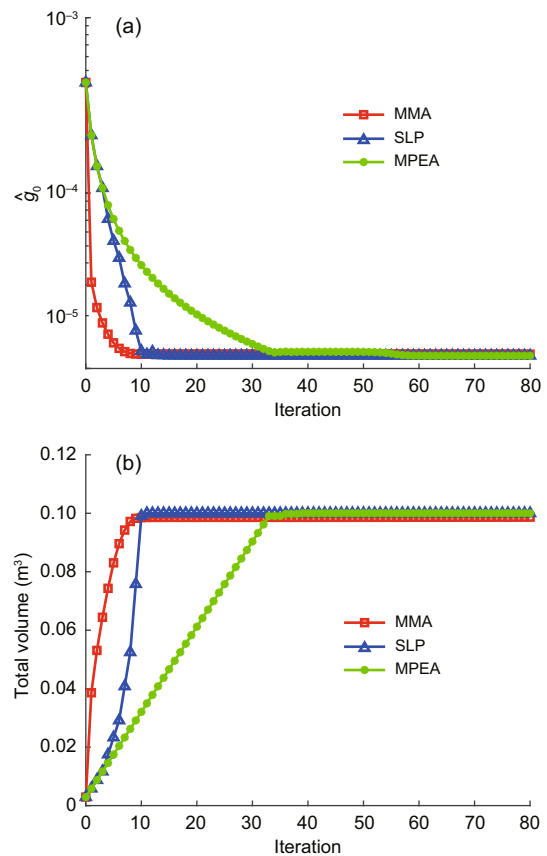 (a)
10⁻³
10⁻⁴
10⁻⁵
ĝ₀
MMA
SLP
MPEA
0 10 20 30 40 50 60 70 80
Iteration
(b)
0.12
0.10
0.08
0.06
0.04
0.02
0
Total volume (m³)
MMA
SLP
MPEA
0 10 20 30 40 50 60 70 80
Iteration